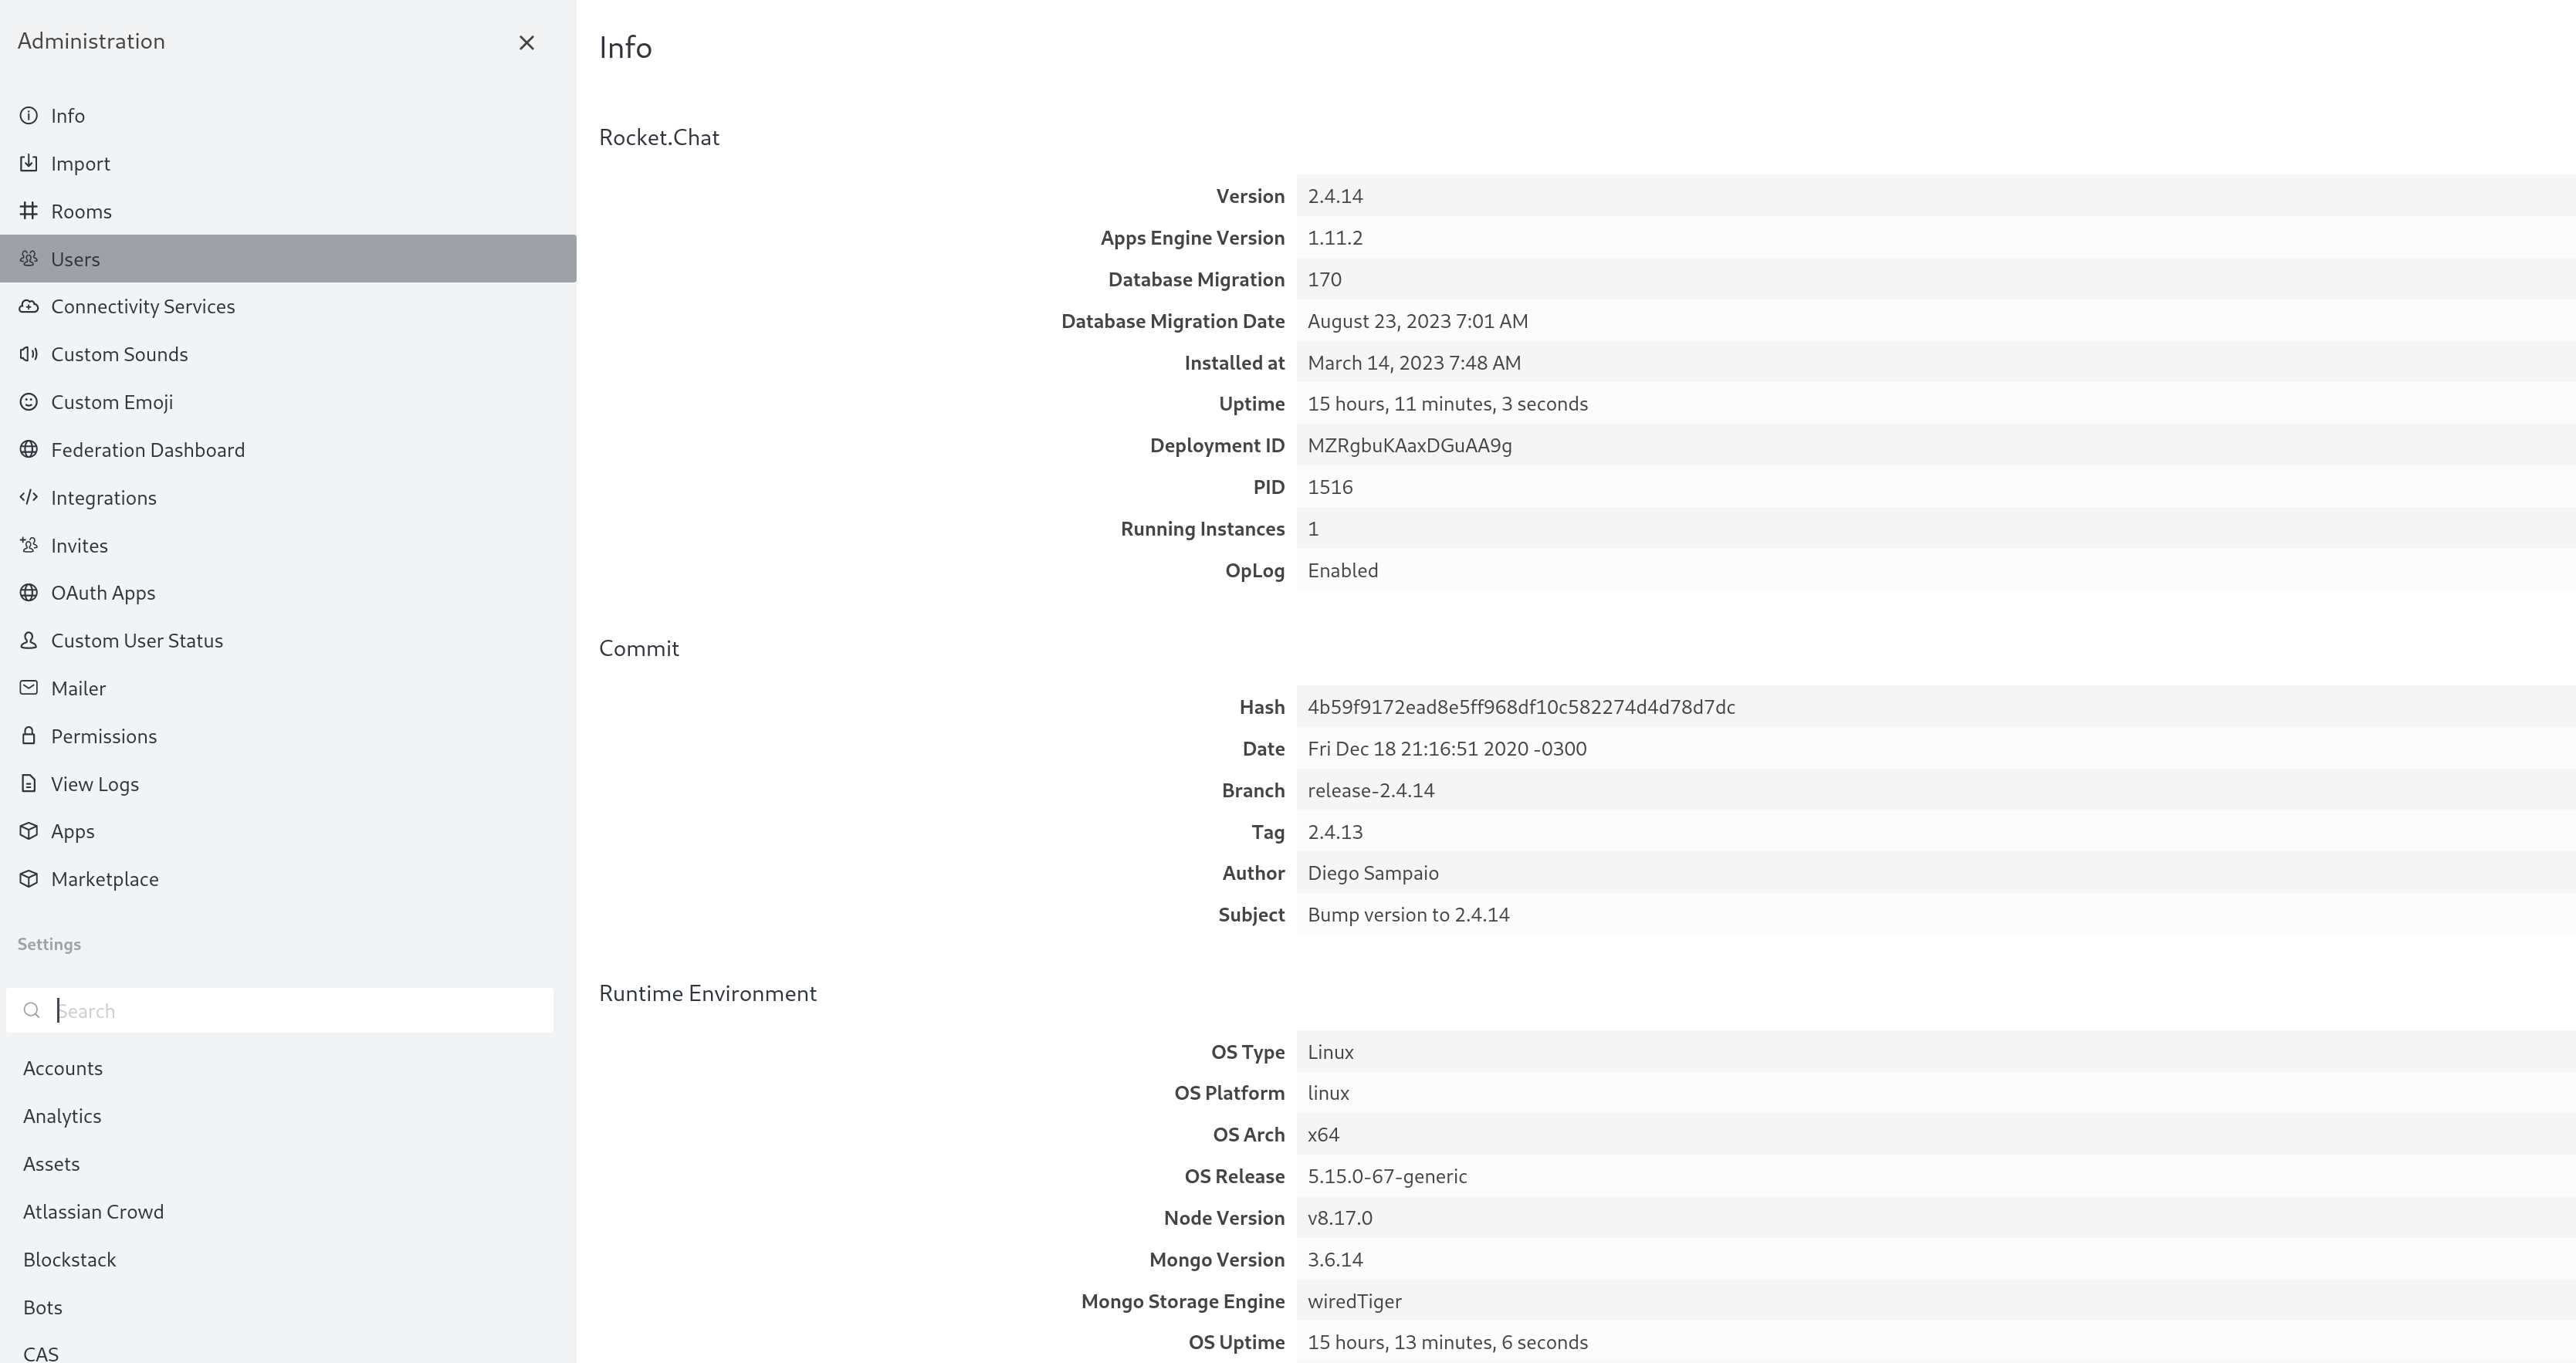 Administration
Info
Import
Rooms
Users
Connectivity Services
Custom Sounds
Custom Emoji
Federation Dashboard
Integrations
Invites
OAuth Apps
Custom User Status
Mailer
Permissions
View Logs
Apps
Marketplace
Settings
Search
Accounts
Analytics
Assets
Atlassian Crowd
Blockstack
Bots
CAS
Info
Rocket.Chat
Version 2.4.14
Apps Engine Version 1.11.2
Database Migration 170
Database Migration Date August 23, 2023 7:01 AM
Installed at March 14, 2023 7:48 AM
Uptime 15 hours, 11 minutes, 3 seconds
Deployment ID MZRgbuKAaxDGuAA9g
PID 1516
Running Instances 1
OpLog Enabled
Commit
Hash 4b59f9172ead8e5ff968df10c582274d4d78d7dc
Date Fri Dec 18 21:16:51 2020 -0300
Branch release-2.4.14
Tag 2.4.13
Author Diego Sampaio
Subject Bump version to 2.4.14
Runtime Environment
OS Type Linux
OS Platform linux
OS Arch x64
OS Release 5.15.0-67-generic
Node Version v8.17.0
Mongo Version 3.6.14
Mongo Storage Engine wiredTiger
OS Uptime 15 hours, 13 minutes, 6 seconds